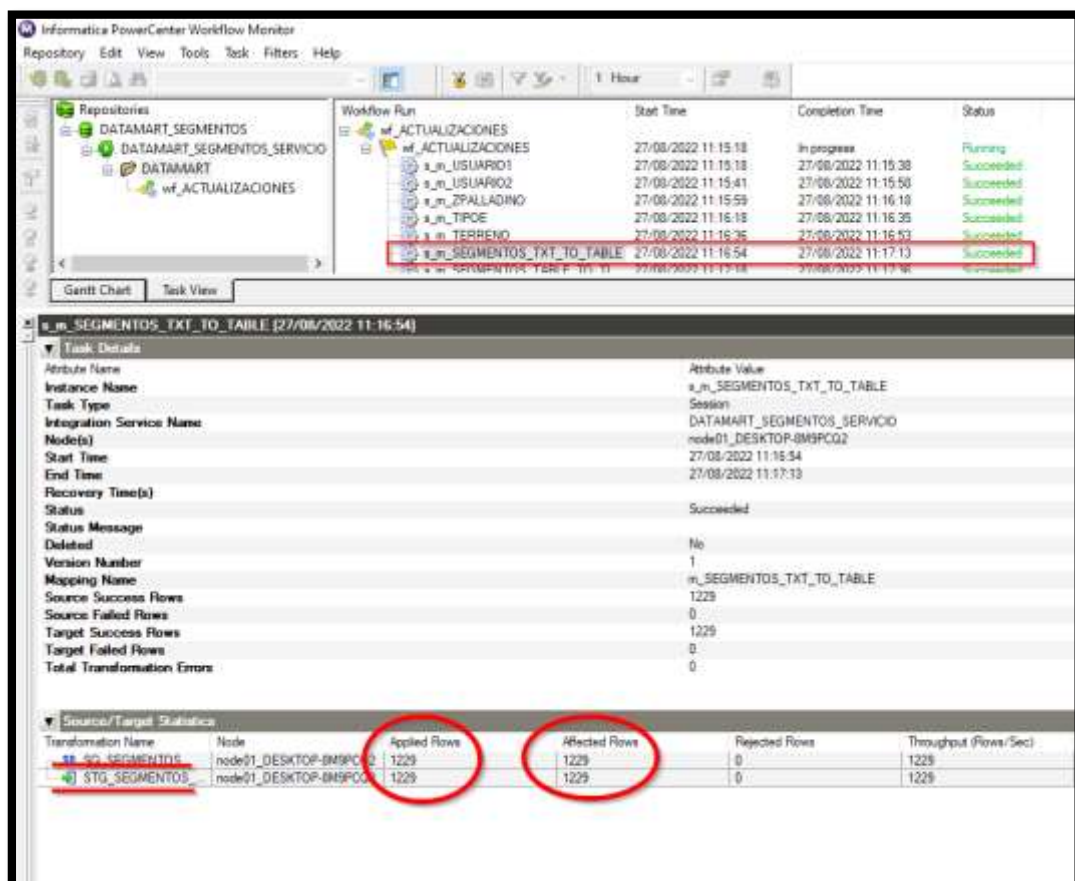 Informatica PowerCenter Workflow Monitor
Repository Edit View Tools Task Filters Help
1 Hour
Repositories
DATAMART_SEGMENTOS
DATAMART_SEGMENTOS_SERVICIO
DATAMART
wf_ACTUALIZACIONES
Workflow Run Start Time Completion Time Status
wf_ACTUALIZACIONES
wf_ACTUALIZACIONES 27/08/2022 11:15:18 In progress Running
s_m_USUARIO1 27/08/2022 11:15:18 27/08/2022 11:15:38 Succeeded
s_m_USUARIO2 27/08/2022 11:15:41 27/08/2022 11:15:58 Succeeded
s_m_ZPALLADINO 27/08/2022 11:15:59 27/08/2022 11:16:18 Succeeded
s_m_TIPOE 27/08/2022 11:16:18 27/08/2022 11:16:35 Succeeded
s_m_TERRENO 27/08/2022 11:16:36 27/08/2022 11:16:53 Succeeded
s_m_SEGMENTOS_TXT_TO_TABLE 27/08/2022 11:16:54 27/08/2022 11:17:13 Succeeded
Gantt Chart Task View
s_m_SEGMENTOS_TXT_TO_TABLE [27/08/2022 11:16:54]
Task Details
Attribute Name Attribute Value
Instance Name s_m_SEGMENTOS_TXT_TO_TABLE
Task Type Session
Integration Service Name DATAMART_SEGMENTOS_SERVICIO
Node(s) node01_DESKTOP-8M9PCQ2
Start Time 27/08/2022 11:16:54
End Time 27/08/2022 11:17:13
Recovery Time(s)
Status Succeeded
Status Message
Deleted No
Version Number 1
Mapping Name m_SEGMENTOS_TXT_TO_TABLE
Source Success Rows 1229
Source Failed Rows 0
Target Success Rows 1229
Target Failed Rows 0
Total Transformation Errors 0
Source/Target Statistics
Transformation Name Node Applied Rows Affected Rows Rejected Rows Throughput (Rows/Sec)
SQ_SEGMENTOS... node01_DESKTOP-8M9PCQ2 1229 1229 0 1229
STG_SEGMENTOS_... node01_DESKTOP-8M9PCQ2 1229 1229 0 1229